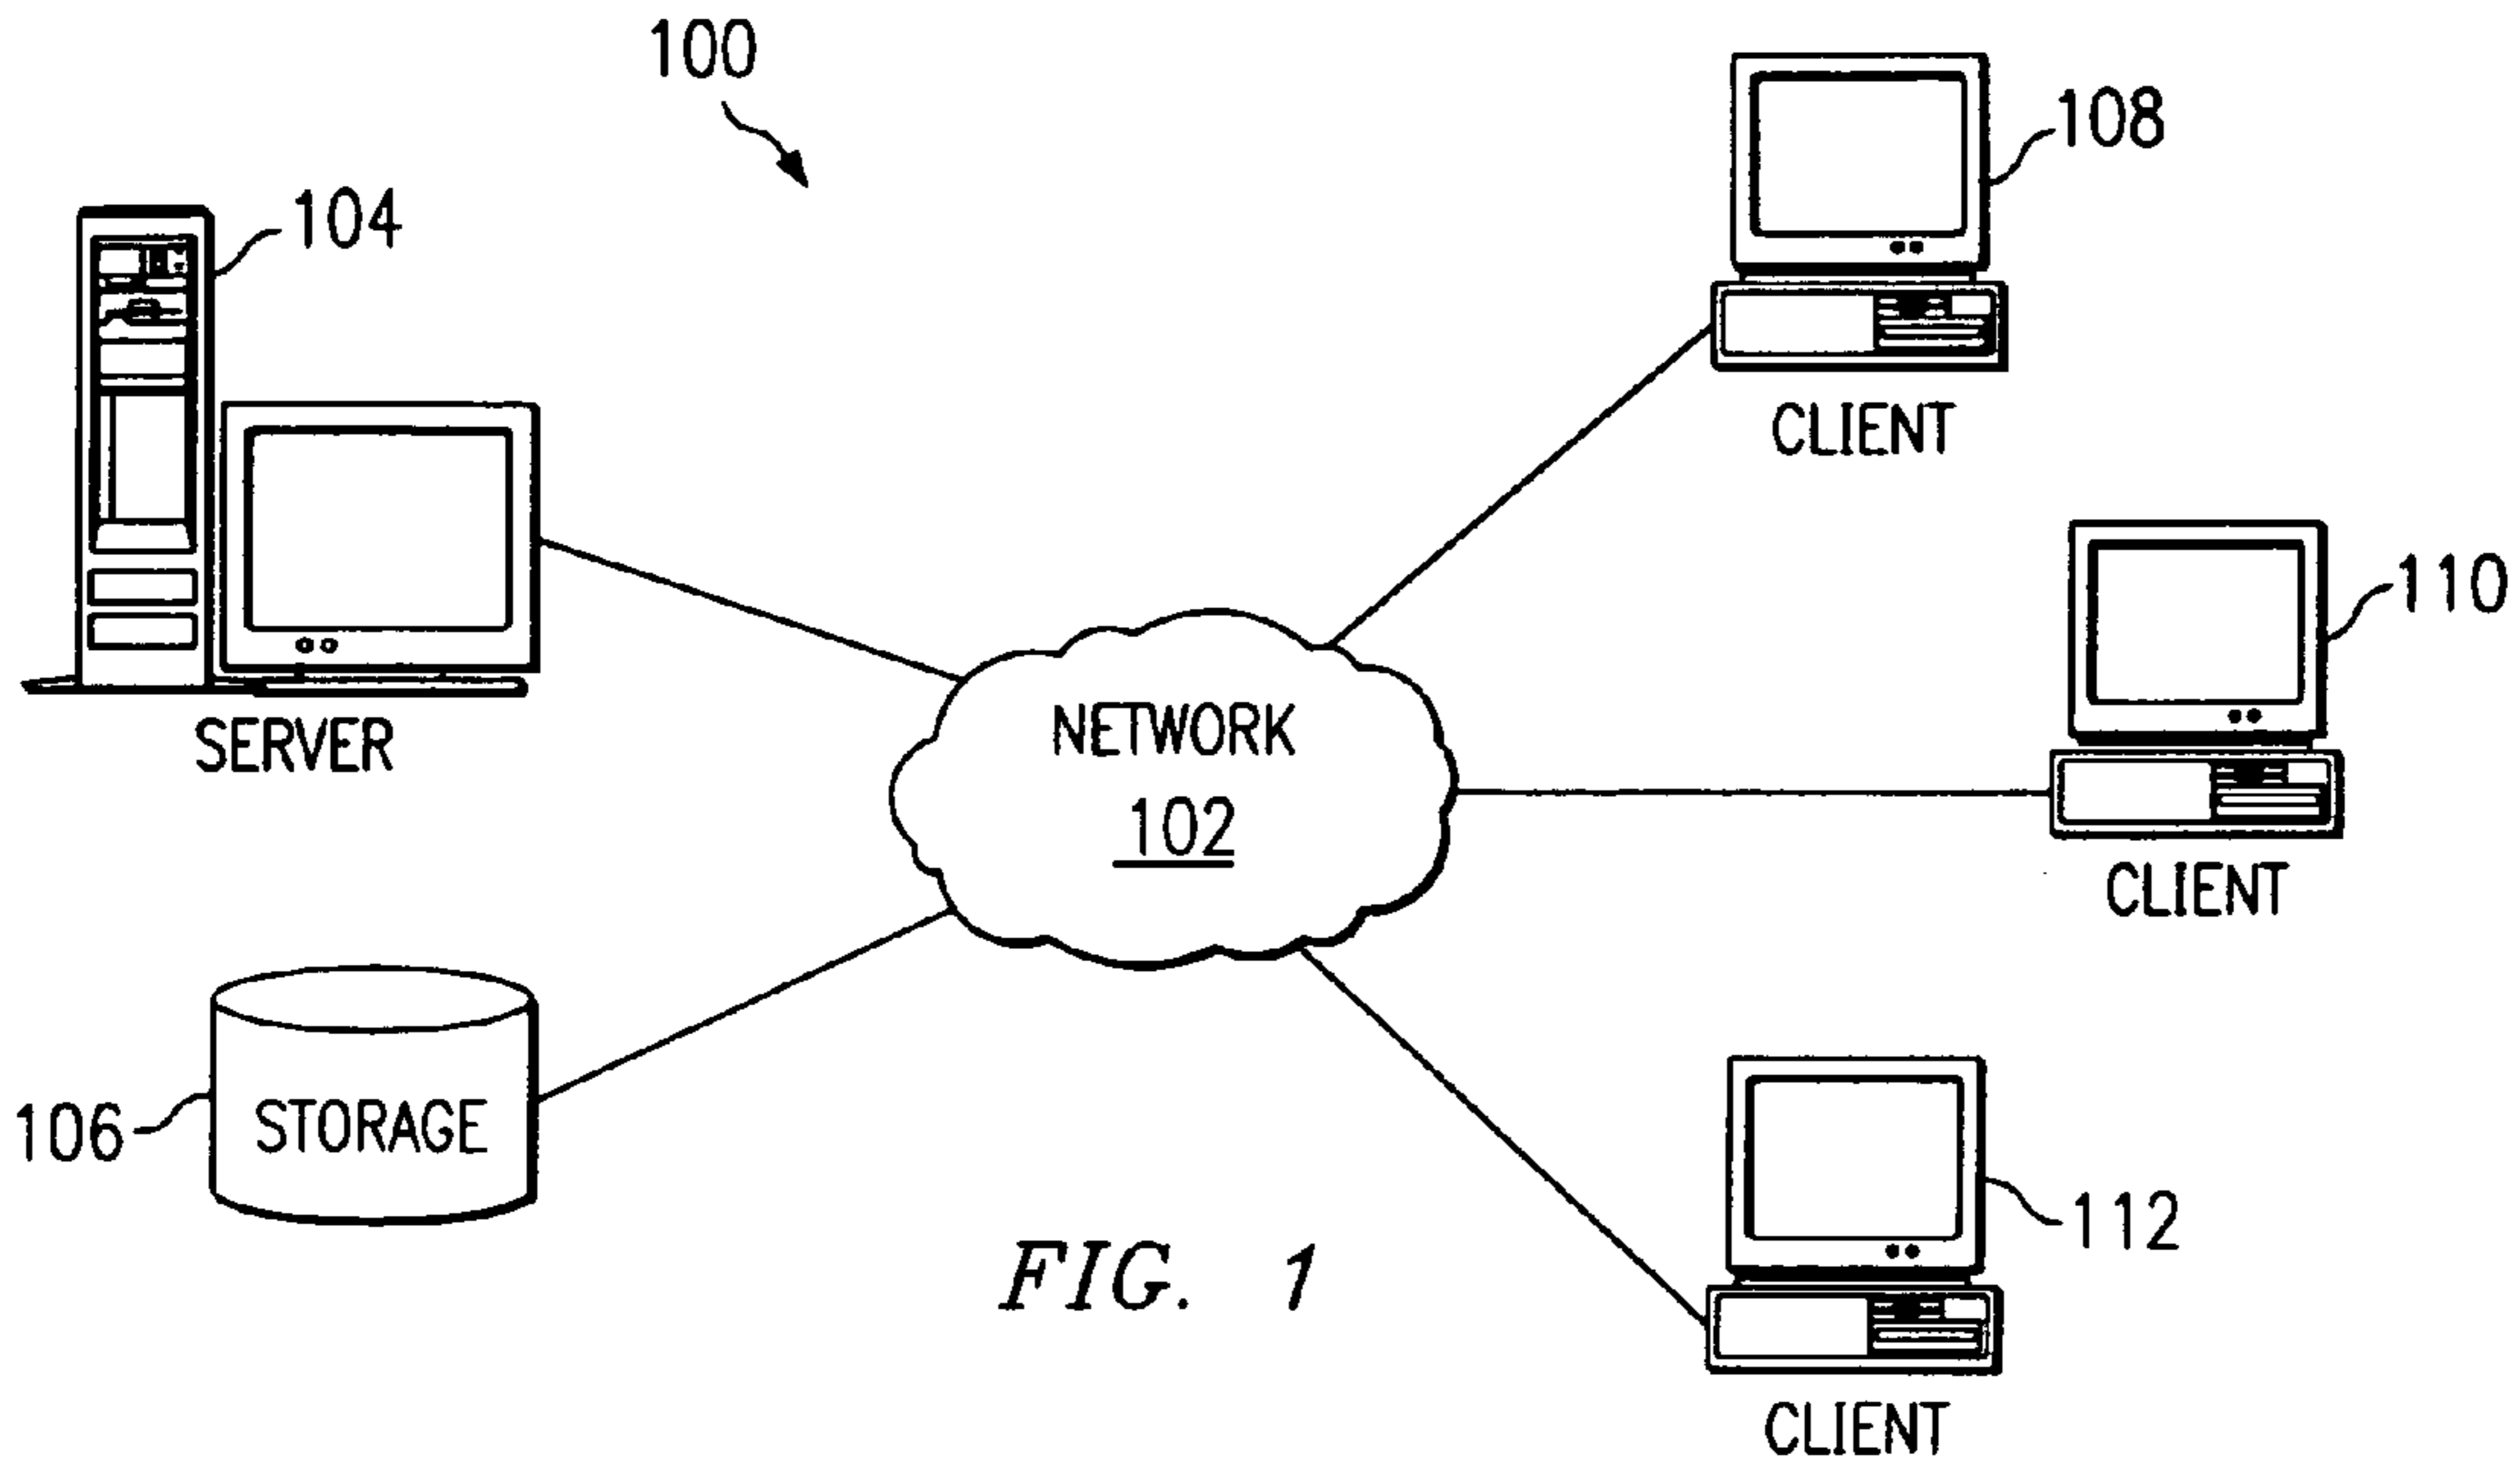 100
108
104
CLIENT
110
SERVER
NETWORK
102
CLIENT
106
STORAGE
112
FIG. 1
CLIENT